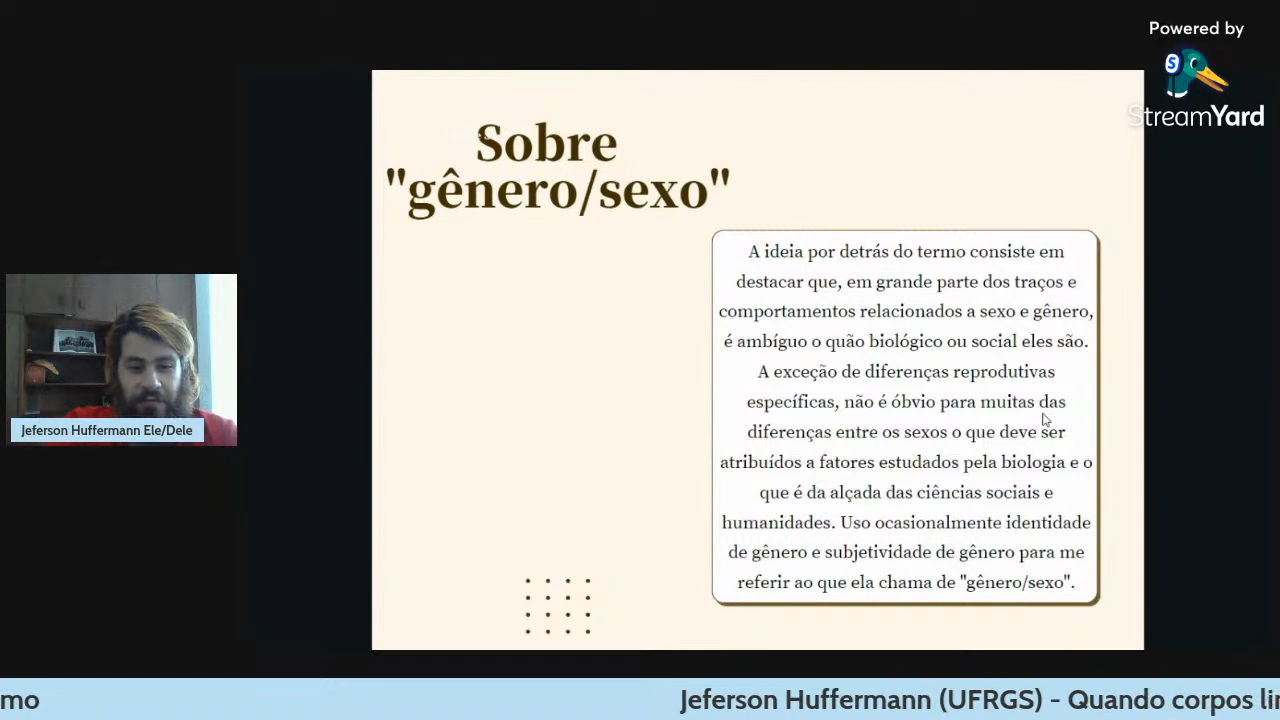 Powered by
StreamYard
Sobre
"gênero/sexo"
A ideia por detrás do termo consiste em
destacar que, em grande parte dos traços e
comportamentos relacionados a sexo e gênero,
é ambíguo o quão biológico ou social eles são.
A exceção de diferenças reprodutivas
específicas, não é óbvio para muitas das
diferenças entre os sexos o que deve ser
atribuídos a fatores estudados pela biologia e o
que é da alçada das ciências sociais e
humanidades. Uso ocasionalmente identidade
de gênero e subjetividade de gênero para me
referir ao que ela chama de "gênero/sexo".
Jeferson Huffermann Ele/Dele
mo
Jeferson Huffermann (UFRGS) - Quando corpos